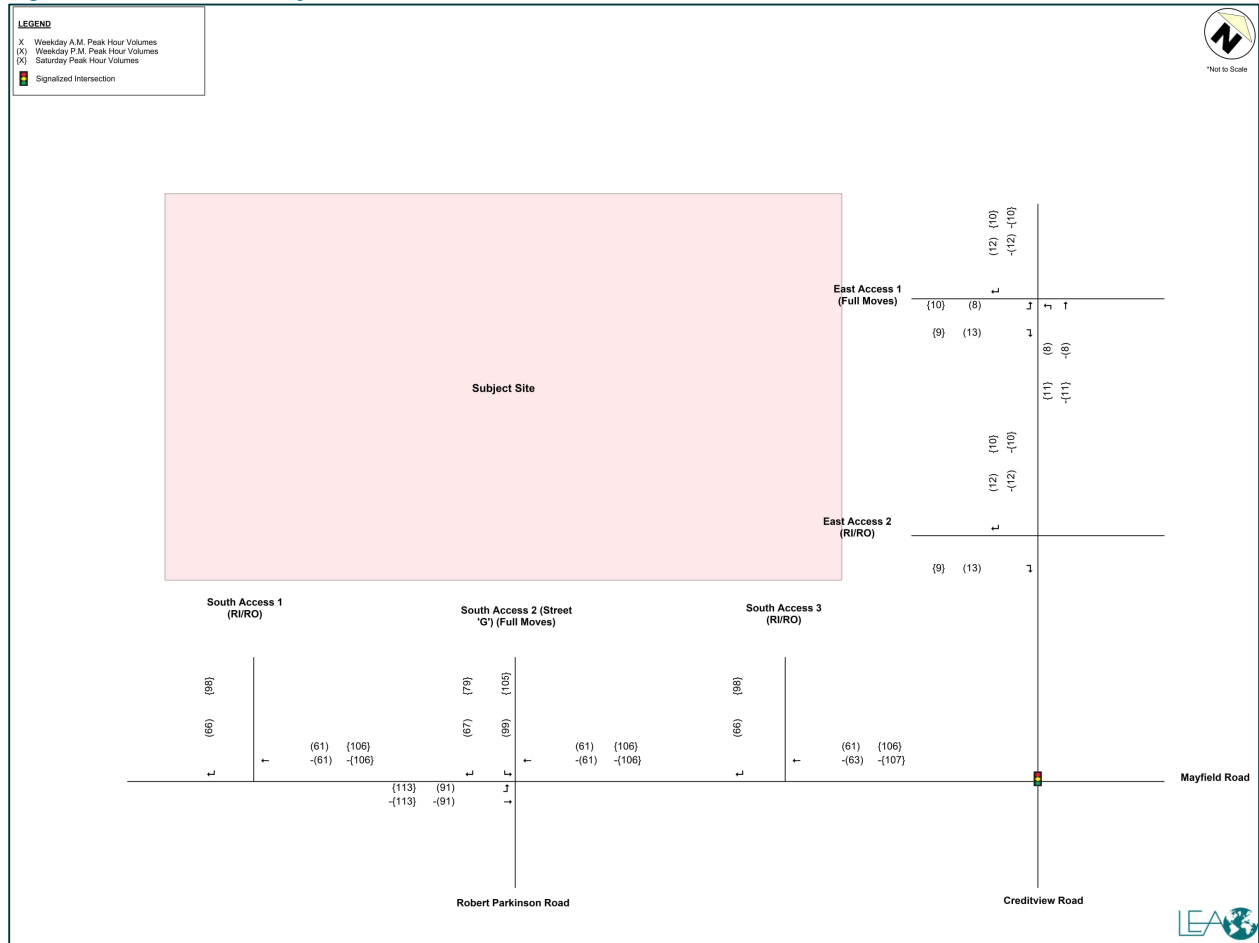 LEGEND
X Weekday A.M. Peak Hour Volumes
(X) Weekday P.M. Peak Hour Volumes
{X} Saturday Peak Hour Volumes
Signalized Intersection
N
*Not to Scale
(12) {10}
-(12) -{10}
East Access 1
(Full Moves)
{10} (8)
{9} (13)
(8)
-(8)
{11}
-{11}
Subject Site
(12) {10}
-(12) -{10}
East Access 2
(RI/RO)
{9} (13)
South Access 1
(RI/RO)
South Access 2 (Street
'G') (Full Moves)
South Access 3
(RI/RO)
{98}
(66)
(61) {106}
-(61) -{106}
{79}
(67)
{105}
(99)
(61) {106}
-(61) -{106}
{98}
(66)
(61) {106}
-(63) -{107}
{113} (91)
-{113} -(91)
Mayfield Road
Robert Parkinson Road
Creditview Road
LEA